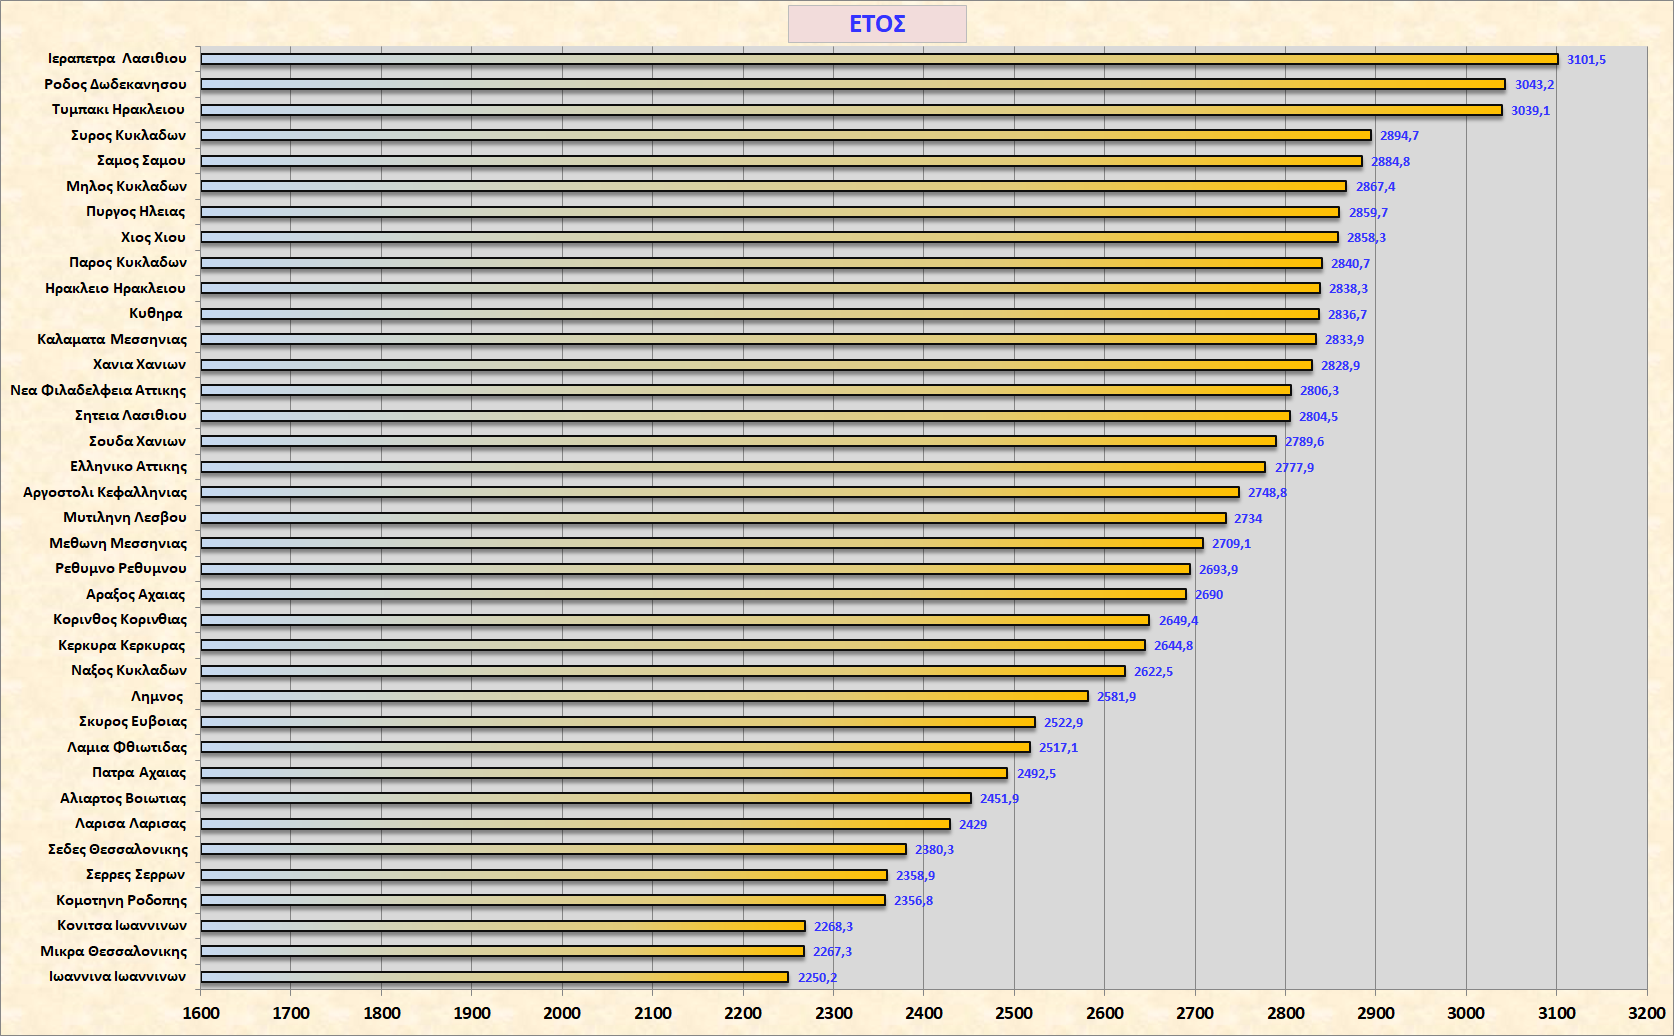 ΕΤΟΣ
Ιεραπετρα Λασιθιου 3101,5
Ροδος Δωδεκανησου 3043,2
Τυμπακι Ηρακλειου 3039,1
Συρος Κυκλαδων 2894,7
Σαμος Σαμου 2884,8
Μηλος Κυκλαδων 2867,4
Πυργος Ηλειας 2859,7
Χιος Χιου 2858,3
Παρος Κυκλαδων 2840,7
Ηρακλειο Ηρακλειου 2838,3
Κυθηρα 2836,7
Καλαματα Μεσσηνιας 2833,9
Χανια Χανιων 2828,9
Νεα Φιλαδελφεια Αττικης 2806,3
Σητεια Λασιθιου 2804,5
Σουδα Χανιων 2789,6
Ελληνικο Αττικης 2777,9
Αργοστολι Κεφαλληνιας 2748,8
Μυτιληνη Λεσβου 2734
Μεθωνη Μεσσηνιας 2709,1
Ρεθυμνο Ρεθυμνου 2693,9
Αραξος Αχαιας 2690
Κορινθος Κορινθιας 2649,4
Κερκυρα Κερκυρας 2644,8
Ναξος Κυκλαδων 2622,5
Λημνος 2581,9
Σκυρος Ευβοιας 2522,9
Λαμια Φθιωτιδας 2517,1
Πατρα Αχαιας 2492,5
Αλιαρτος Βοιωτιας 2451,9
Λαρισα Λαρισας 2429
Σεδες Θεσσαλονικης 2380,3
Σερρες Σερρων 2358,9
Κομοτηνη Ροδοπης 2356,8
Κονιτσα Ιωαννινων 2268,3
Μικρα Θεσσαλονικης 2267,3
Ιωαννινα Ιωαννινων 2250,2
1600 1700 1800 1900 2000 2100 2200 2300 2400 2500 2600 2700 2800 2900 3000 3100 3200